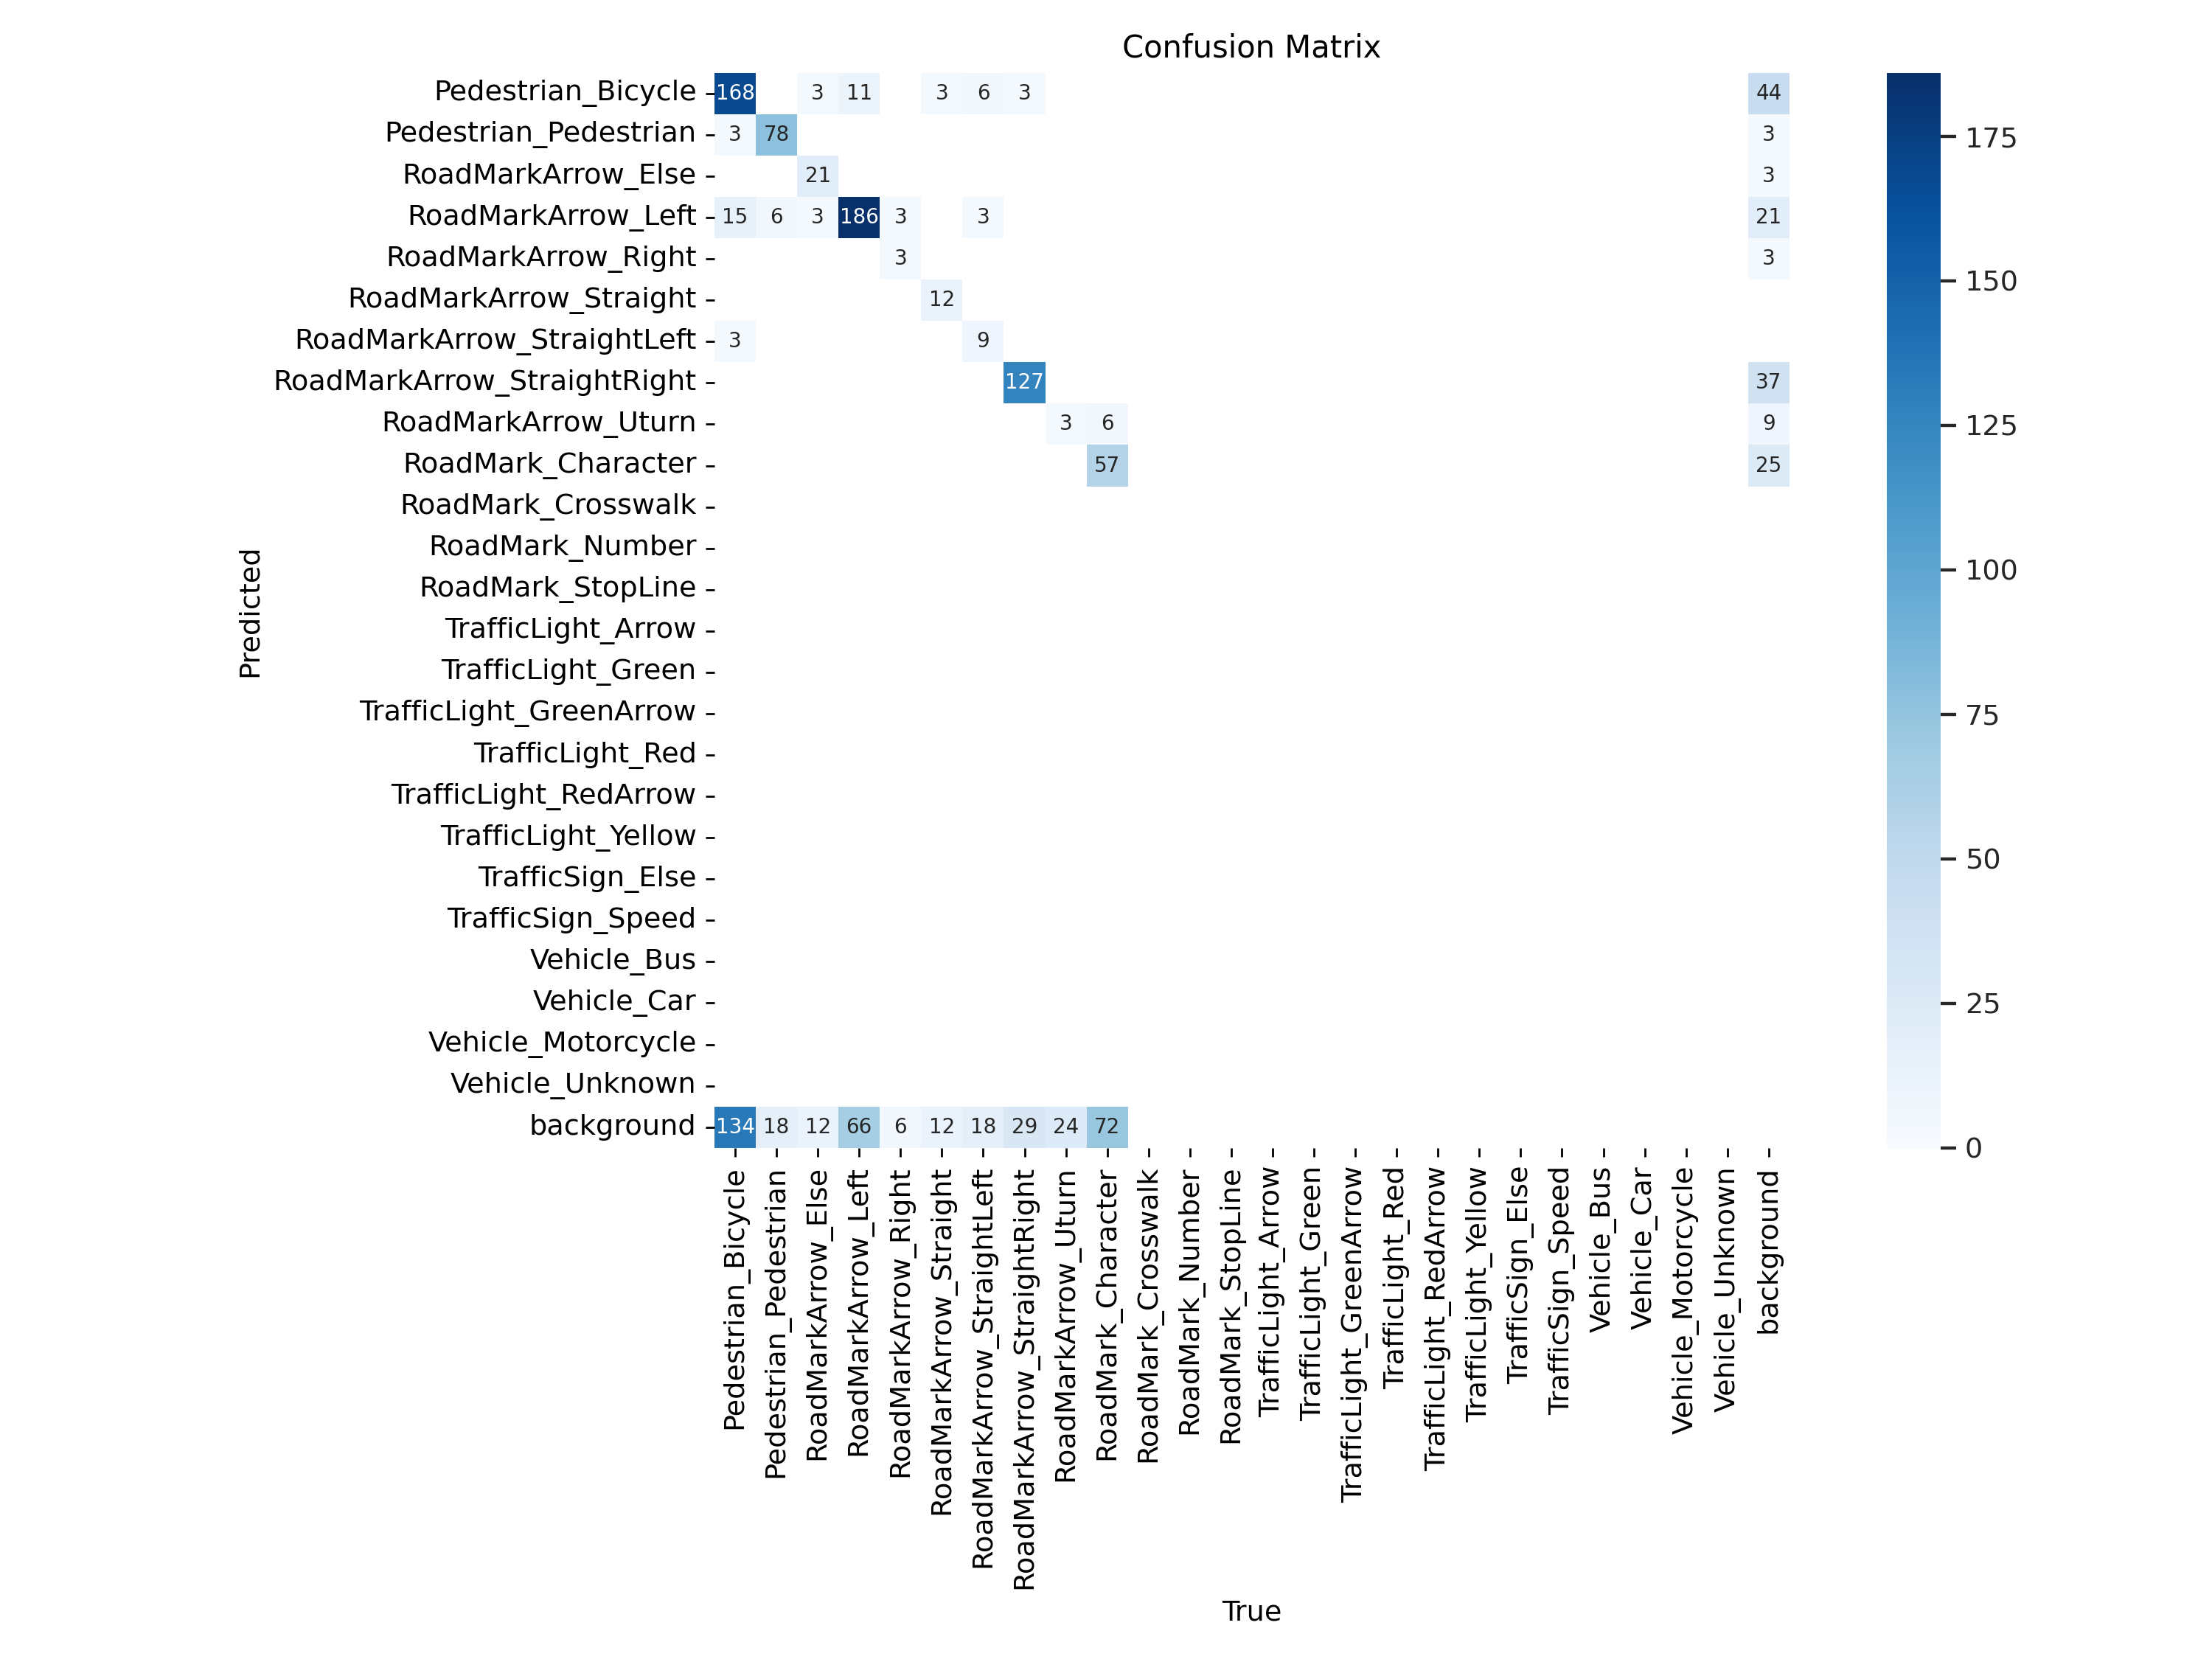 Confusion Matrix
Pedestrian_Bicycle 168 3 11 3 6 3 44
Pedestrian_Pedestrian 3 78 3
RoadMarkArrow_Else 21 3
RoadMarkArrow_Left 15 6 3 186 3 3 21
RoadMarkArrow_Right 3 3
RoadMarkArrow_Straight 12
RoadMarkArrow_StraightLeft 3 9
RoadMarkArrow_StraightRight 127 37
RoadMarkArrow_Uturn 3 6 9
RoadMark_Character 57 25
RoadMark_Crosswalk
RoadMark_Number
RoadMark_StopLine
TrafficLight_Arrow
TrafficLight_Green
TrafficLight_GreenArrow
TrafficLight_Red
TrafficLight_RedArrow
TrafficLight_Yellow
TrafficSign_Else
TrafficSign_Speed
Vehicle_Bus
Vehicle_Car
Vehicle_Motorcycle
Vehicle_Unknown
background 134 18 12 66 6 12 18 29 24 72
Predicted
Pedestrian_Bicycle
Pedestrian_Pedestrian
RoadMarkArrow_Else
RoadMarkArrow_Left
RoadMarkArrow_Right
RoadMarkArrow_Straight
RoadMarkArrow_StraightLeft
RoadMarkArrow_StraightRight
RoadMarkArrow_Uturn
RoadMark_Character
RoadMark_Crosswalk
RoadMark_Number
RoadMark_StopLine
TrafficLight_Arrow
TrafficLight_Green
TrafficLight_GreenArrow
TrafficLight_Red
TrafficLight_RedArrow
TrafficLight_Yellow
TrafficSign_Else
TrafficSign_Speed
Vehicle_Bus
Vehicle_Car
Vehicle_Motorcycle
Vehicle_Unknown
background
True
175
150
125
100
75
50
25
0